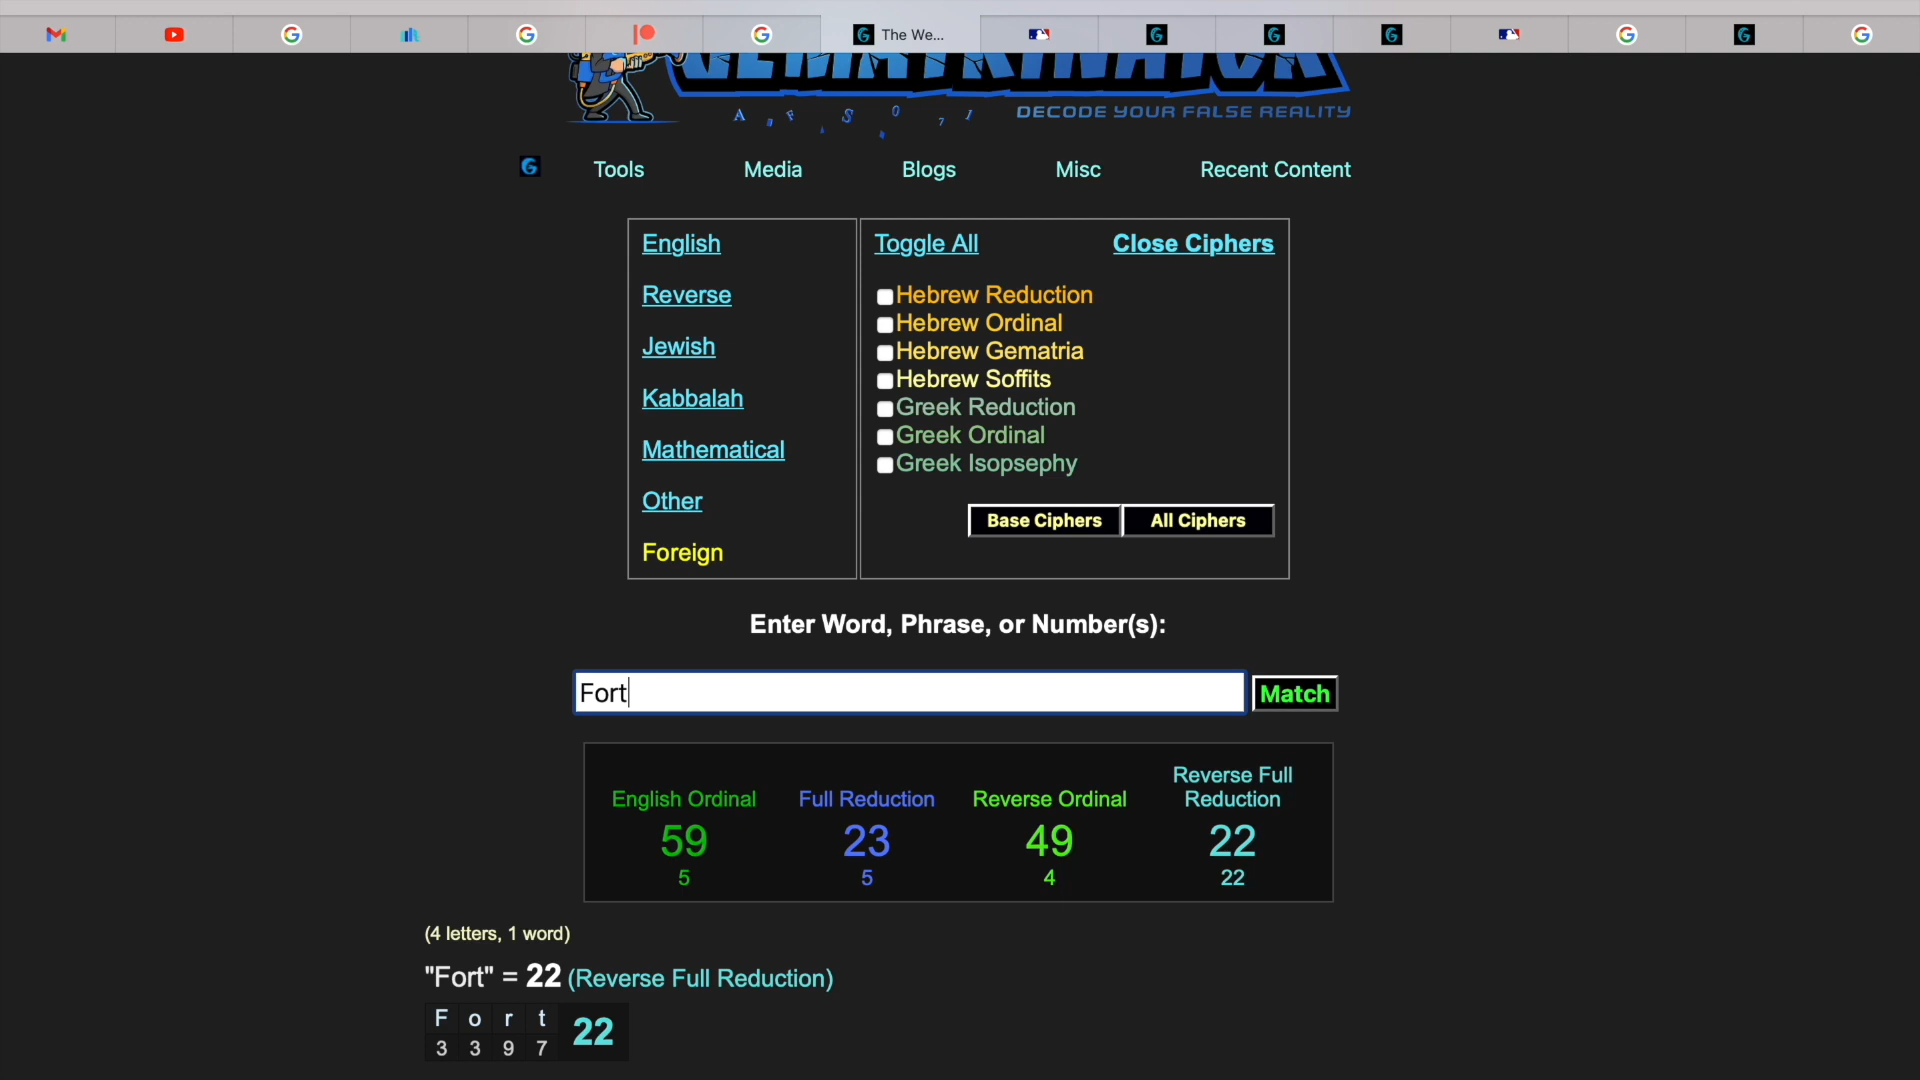 The We...
GEMATRINATOR
A F S O 7 I
DECODE YOUR FALSE REALITY
Tools Media Blogs Misc Recent Content
English
Reverse
Jewish
Kabbalah
Mathematical
Other
Foreign
Toggle All Close Ciphers
Hebrew Reduction
Hebrew Ordinal
Hebrew Gematria
Hebrew Soffits
Greek Reduction
Greek Ordinal
Greek Isopsephy
Base Ciphers All Ciphers
Enter Word, Phrase, or Number(s):
Fort Match
English Ordinal Full Reduction Reverse Ordinal Reverse Full Reduction
59 23 49 22
5 5 4 22
(4 letters, 1 word)
"Fort" = 22 (Reverse Full Reduction)
F o r t 22
3 3 9 7